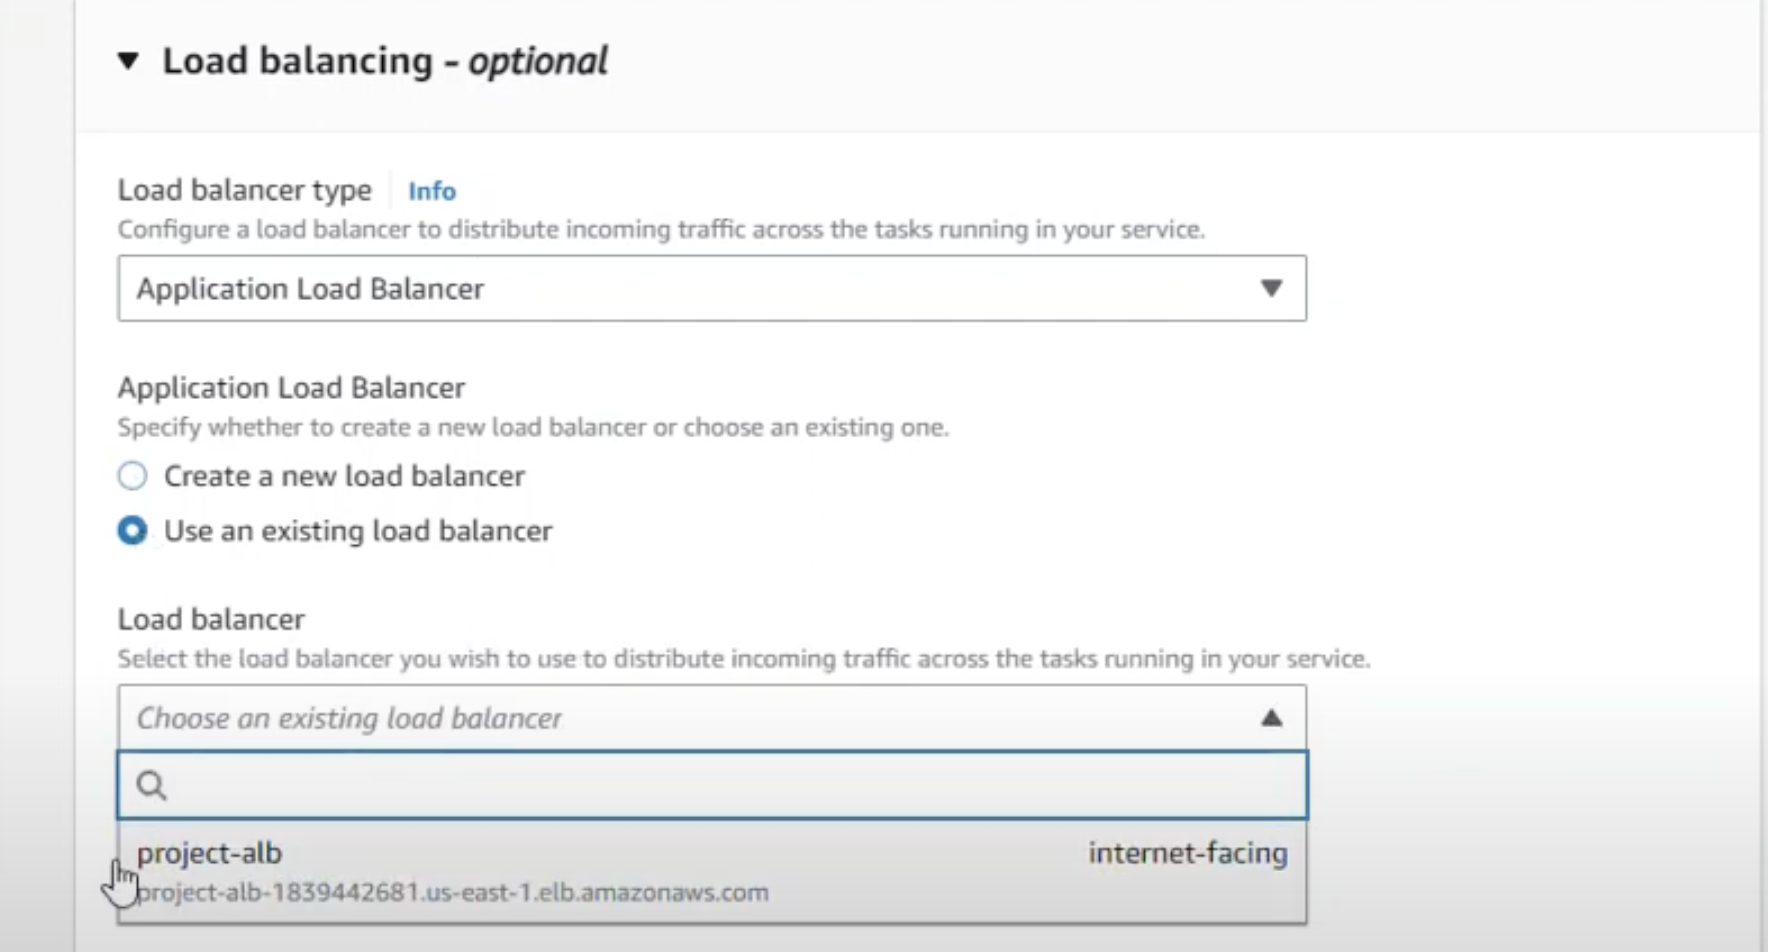 Load balancing - optional
Load balancer type Info
Configure a load balancer to distribute incoming traffic across the tasks running in your service.
Application Load Balancer
Application Load Balancer
Specify whether to create a new load balancer or choose an existing one.
Create a new load balancer
Use an existing load balancer
Load balancer
Select the load balancer you wish to use to distribute incoming traffic across the tasks running in your service.
Choose an existing load balancer
project-alb internet-facing
project-alb-1839442681.us-east-1.elb.amazonaws.com